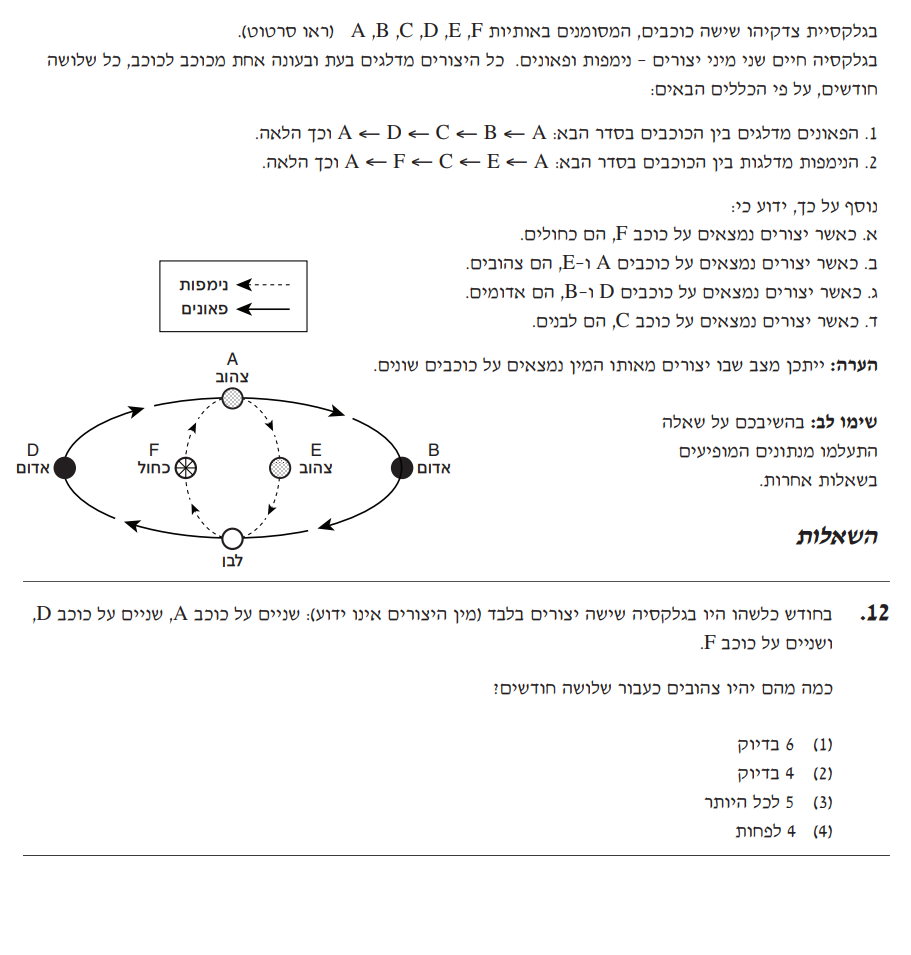 בגלקסיית צדקיהו שישה כוכבים, המסומנים באותיות A ,B ,C ,D ,E ,F (ראו סרטוט).
בגלקסיה חיים שני מיני יצורים – נימפות ופאונים. כל היצורים מדלגים בעת ובעונה אחת מכוכב לכוכב, כל שלושה
חודשים, על פי הכללים הבאים:
1. הפאונים מדלגים בין הכוכבים בסדר הבא: A ← D ← C ← B ← A וכך הלאה.
2. הנימפות מדלגות בין הכוכבים בסדר הבא: A ← F ← C ← E ← A וכך הלאה.
נוסף על כך, ידוע כי:
א. כאשר יצורים נמצאים על כוכב F, הם כחולים.
ב. כאשר יצורים נמצאים על כוכבים A ו-E, הם צהובים.
ג. כאשר יצורים נמצאים על כוכבים D ו-B, הם אדומים.
ד. כאשר יצורים נמצאים על כוכב C, הם לבנים.
הערה: ייתכן מצב שבו יצורים מאותו המין נמצאים על כוכבים שונים.
שימו לב: בהשיבכם על שאלה
התעלמו מנתונים המופיעים
בשאלות אחרות.
נימפות
פאונים
A
צהוב
D
אדום
F
כחול
E
צהוב
B
אדום
לבן
השאלות
12. בחודש כלשהו היו בגלקסיה שישה יצורים בלבד (מין היצורים אינו ידוע): שניים על כוכב A, שניים על כוכב D,
ושניים על כוכב F.
כמה מהם יהיו צהובים כעבור שלושה חודשים?
(1) 6 בדיוק
(2) 4 בדיוק
(3) 5 לכל היותר
(4) 4 לפחות